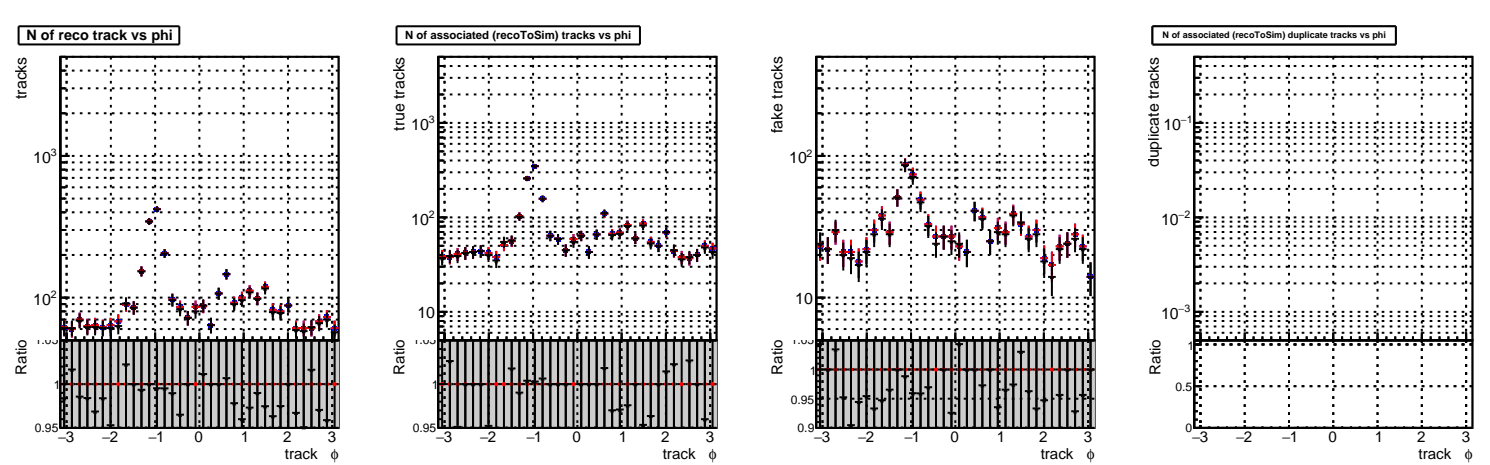 N of reco track vs phi
tracks
10³
10²
Ratio
1.05
1
0.95
−3 −2 −1 0 1 2 3
track ϕ
N of associated (recoToSim) tracks vs phi
true tracks
10³
10²
10
Ratio
1.05
1
0.95
−3 −2 −1 0 1 2 3
track ϕ
fake tracks
10²
10
Ratio
1
0.95
0.9
−3 −2 −1 0 1 2 3
track ϕ
N of associated (recoToSim) duplicate tracks vs phi
duplicate tracks
10⁻¹
10⁻²
10⁻³
Ratio
1
0.5
0
−3 −2 −1 0 1 2 3
track ϕ